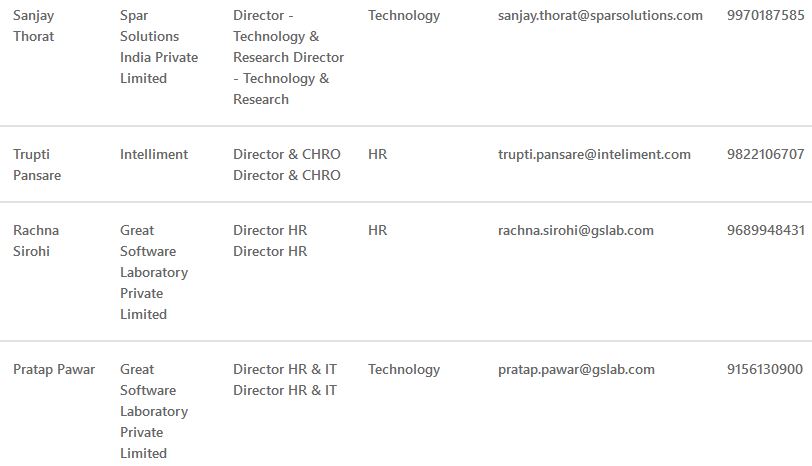 Sanjay Thorat
Spar Solutions India Private Limited
Director - Technology & Research Director - Technology & Research
Technology
sanjay.thorat@sparsolutions.com
9970187585
Trupti Pansare
Intelliment
Director & CHRO Director & CHRO
HR
trupti.pansare@inteliment.com
9822106707
Rachna Sirohi
Great Software Laboratory Private Limited
Director HR Director HR
HR
rachna.sirohi@gslab.com
9689948431
Pratap Pawar
Great Software Laboratory Private Limited
Director HR & IT Director HR & IT
Technology
pratap.pawar@gslab.com
9156130900